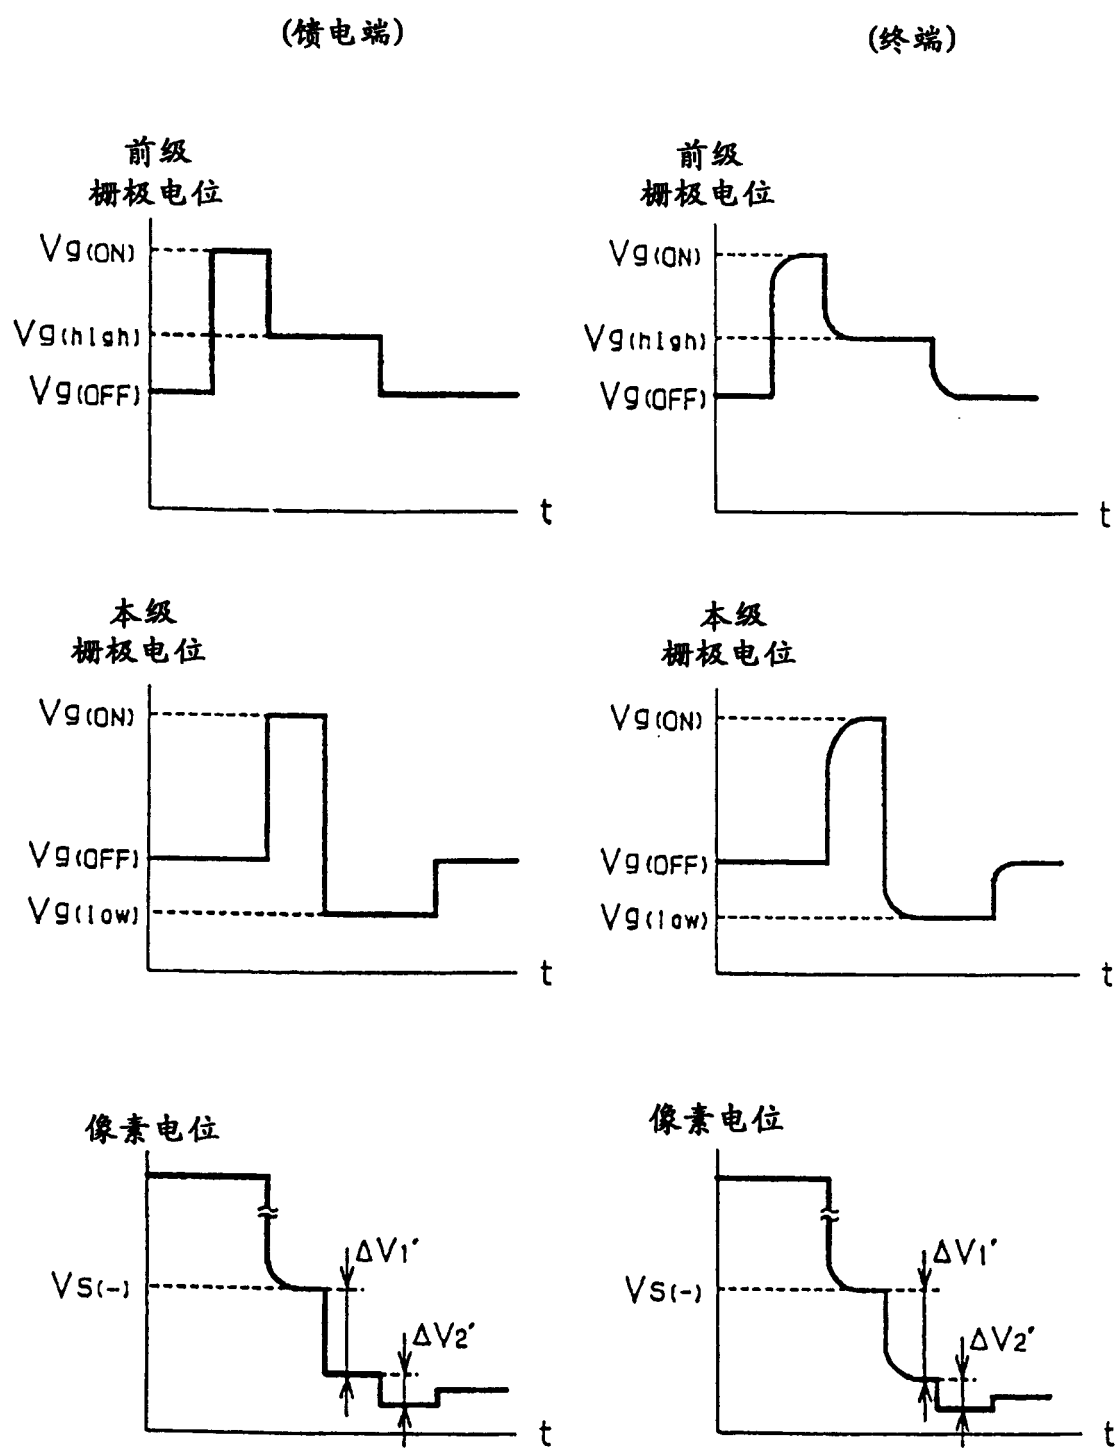 (馈电端)
(终端)
前级
栅极电位
Vg(ON)
Vg(high)
Vg(OFF)
t
前级
栅极电位
Vg(ON)
Vg(high)
Vg(OFF)
t
本级
栅极电位
Vg(ON)
Vg(OFF)
Vg(low)
t
本级
栅极电位
Vg(ON)
Vg(OFF)
Vg(low)
t
像素电位
VS(-)
ΔV1'
ΔV2'
t
像素电位
VS(-)
ΔV1'
ΔV2'
t